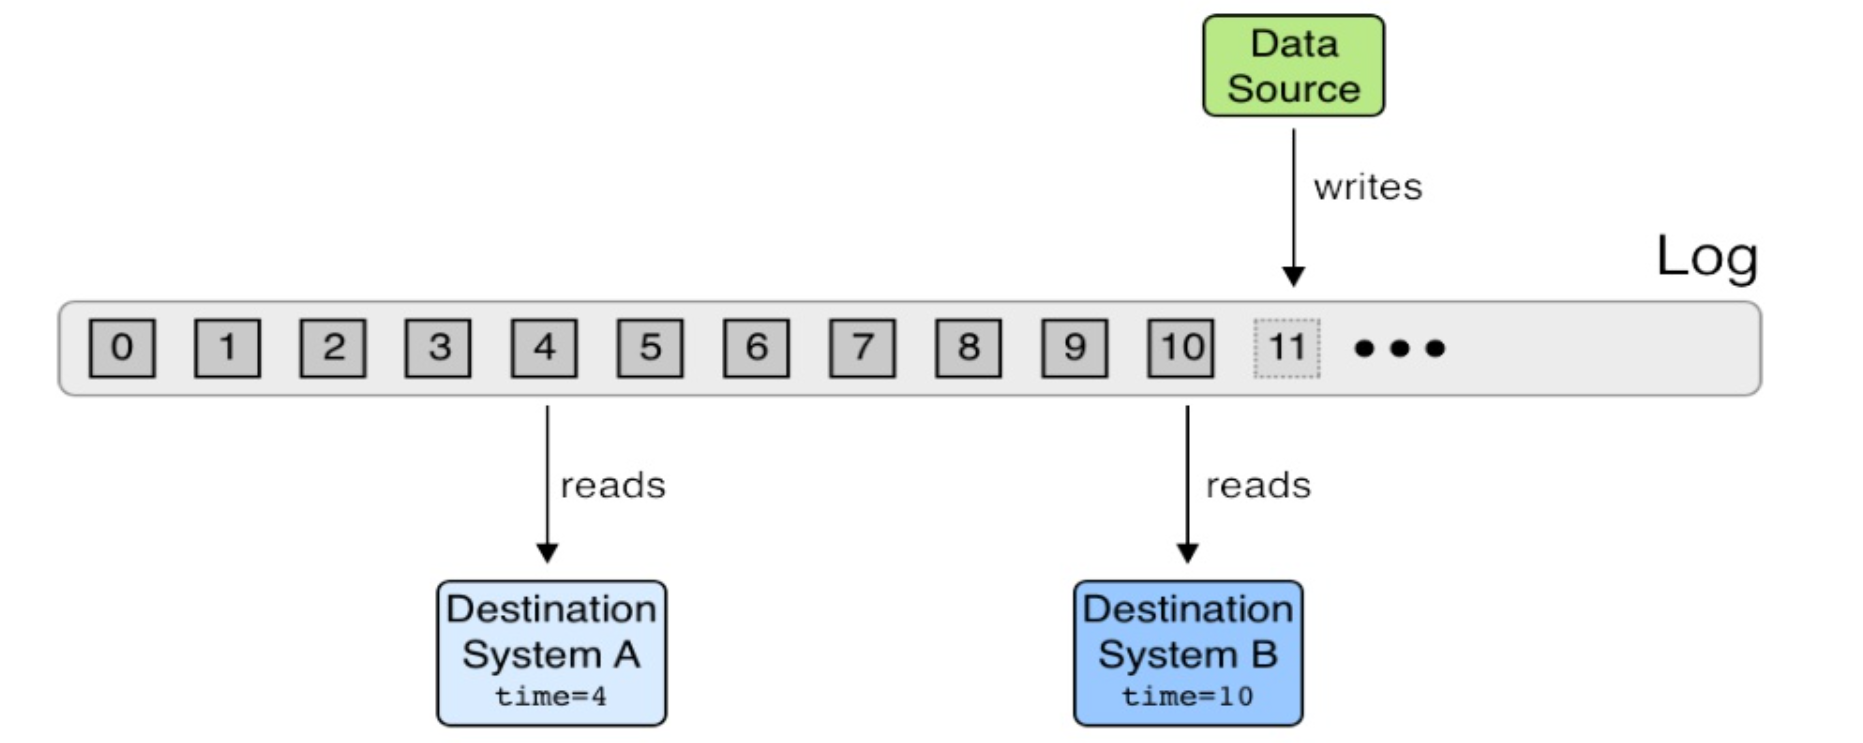 Data
Source
writes
Log
0 1 2 3 4 5 6 7 8 9 10 11
reads
reads
Destination
System A
time=4
Destination
System B
time=10